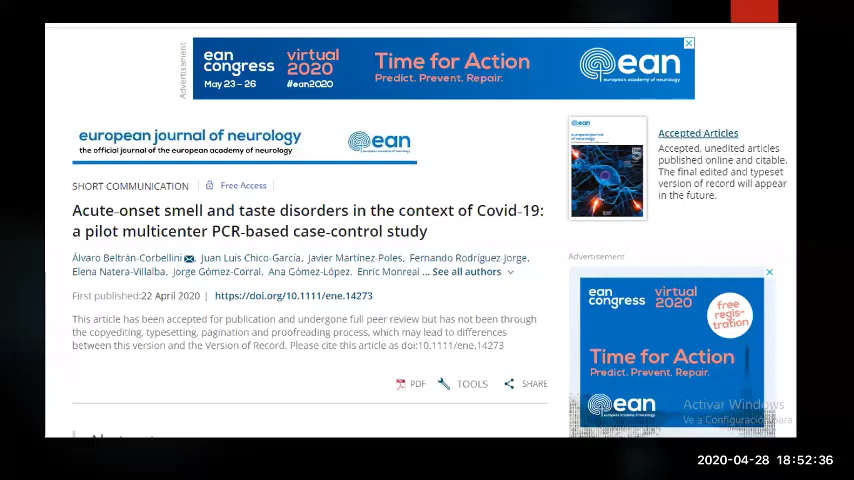 Advertisement
ean
congress
May 23 - 26
virtual
2020
#ean2020
Time for Action
Predict. Prevent. Repair.
ean
european academy of neurology
european journal of neurology
the official journal of the european academy of neurology
ean
SHORT COMMUNICATION
Free Access
Acute-onset smell and taste disorders in the context of Covid-19:
a pilot multicenter PCR-based case-control study
Álvaro Beltrán-Corbellini, Juan Luis Chico-García, Javier Martínez-Poles, Fernando Rodríguez-Jorge,
Elena Natera-Villalba, Jorge Gómez-Corral, Ana Gómez-López, Enric Monreal ... See all authors
First published:22 April 2020 | https://doi.org/10.1111/ene.14273
This article has been accepted for publication and undergone full peer review but has not been through
the copyediting, typesetting, pagination and proofreading process, which may lead to differences
between this version and the Version of Record. Please cite this article as doi:10.1111/ene.14273
PDF
TOOLS
SHARE
ean
european journal of neurology
5
Accepted Articles
Accepted, unedited articles
published online and citable.
The final edited and typeset
version of record will appear
in the future.
Advertisement
ean
congress
virtual
2020
free
regis-
tration
Time for Action
Predict. Prevent. Repair.
ean
Activar Windows
Ve a Configuración para
2020-04-28 18:52:36